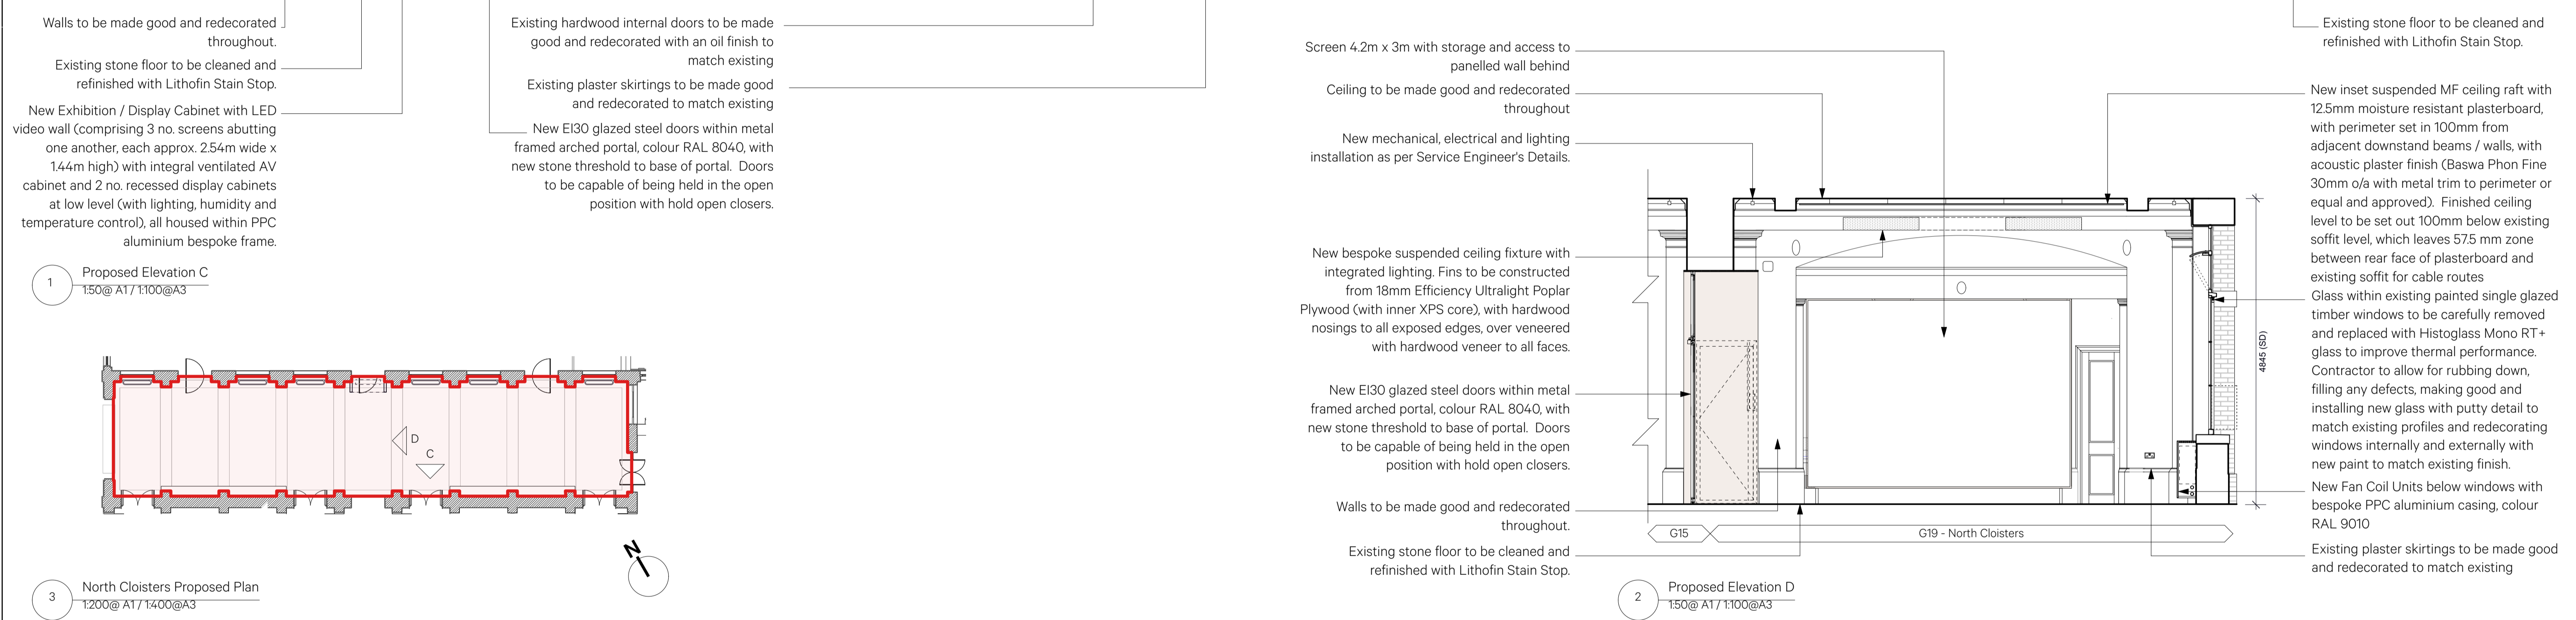 Walls to be made good and redecorated
throughout.
Existing stone floor to be cleaned and
refinished with Lithofin Stain Stop.
New Exhibition / Display Cabinet with LED
video wall (comprising 3 no. screens abutting
one another, each approx. 2.54m wide x
1.44m high) with integral ventilated AV
cabinet and 2 no. recessed display cabinets
at low level (with lighting, humidity and
temperature control), all housed within PPC
aluminium bespoke frame.
Existing hardwood internal doors to be made
good and redecorated with an oil finish to
match existing
Existing plaster skirtings to be made good
and redecorated to match existing
New EI30 glazed steel doors within metal
framed arched portal, colour RAL 8040, with
new stone threshold to base of portal.  Doors
to be capable of being held in the open
position with hold open closers.
1
Proposed Elevation C
1:50@ A1 / 1:100@A3
D
C
N
3
North Cloisters Proposed Plan
1:200@ A1 / 1:400@A3
Screen 4.2m x 3m with storage and access to
panelled wall behind
Ceiling to be made good and redecorated
throughout
New mechanical, electrical and lighting
installation as per Service Engineer's Details.
New bespoke suspended ceiling fixture with
integrated lighting. Fins to be constructed
from 18mm Efficiency Ultralight Poplar
Plywood (with inner XPS core), with hardwood
nosings to all exposed edges, over veneered
with hardwood veneer to all faces.
New EI30 glazed steel doors within metal
framed arched portal, colour RAL 8040, with
new stone threshold to base of portal.  Doors
to be capable of being held in the open
position with hold open closers.
Walls to be made good and redecorated
throughout.
Existing stone floor to be cleaned and
refinished with Lithofin Stain Stop.
G15
G19 - North Cloisters
4845 (SD)
2
Proposed Elevation D
1:50@ A1 / 1:100@A3
Existing stone floor to be cleaned and
refinished with Lithofin Stain Stop.
New inset suspended MF ceiling raft with
12.5mm moisture resistant plasterboard,
with perimeter set in 100mm from
adjacent downstand beams / walls, with
acoustic plaster finish (Baswa Phon Fine
30mm o/a with metal trim to perimeter or
equal and approved).  Finished ceiling
level to be set out 100mm below existing
soffit level, which leaves 57.5 mm zone
between rear face of plasterboard and
existing soffit for cable routes
Glass within existing painted single glazed
timber windows to be carefully removed
and replaced with Histoglass Mono RT+
glass to improve thermal performance.
Contractor to allow for rubbing down,
filling any defects, making good and
installing new glass with putty detail to
match existing profiles and redecorating
windows internally and externally with
new paint to match existing finish.
New Fan Coil Units below windows with
bespoke PPC aluminium casing, colour
RAL 9010
Existing plaster skirtings to be made good
and redecorated to match existing